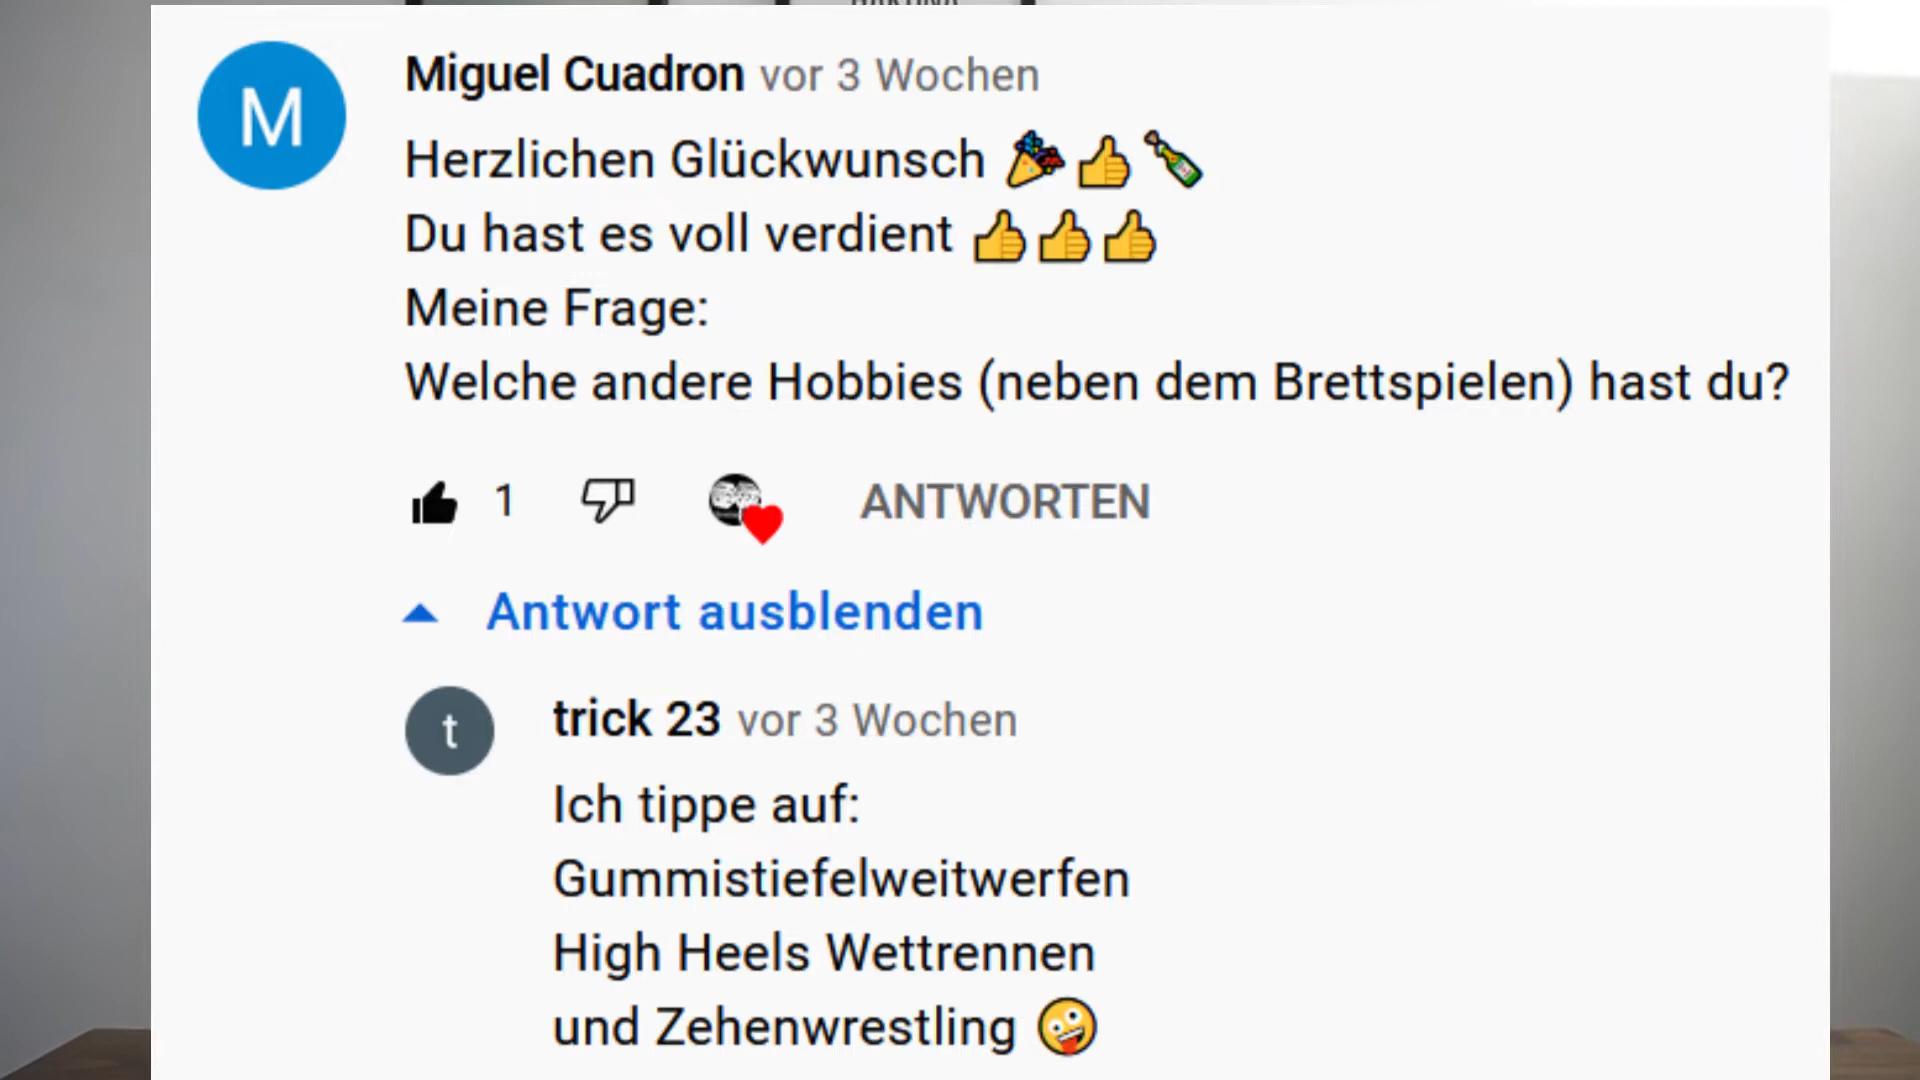 M
Miguel Cuadron vor 3 Wochen
Herzlichen Glückwunsch 🎉👍🍾
Du hast es voll verdient 👍👍👍
Meine Frage:
Welche andere Hobbies (neben dem Brettspielen) hast du?
1 ANTWORTEN
Antwort ausblenden
t
trick 23 vor 3 Wochen
Ich tippe auf:
Gummistiefelweitwerfen
High Heels Wettrennen
und Zehenwrestling 🤪